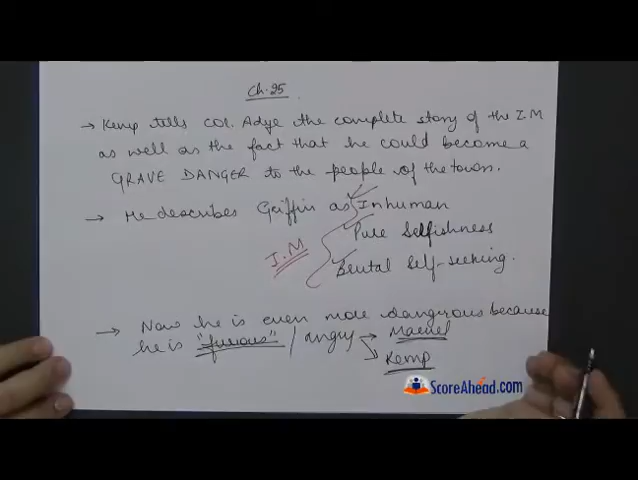 Ch. 25
→ Kemp tells Col. Adye the complete story of the I.M
as well as the fact that he could become a
GRAVE DANGER to the people of the town.
→ He describes Griffin as Inhuman
Pure Selfishness
I.M
Brutal Self-seeking.
→ Now he is even more dangerous because
he is "furious" / angry → Marvel
→ Kemp
ScoreAhead.com